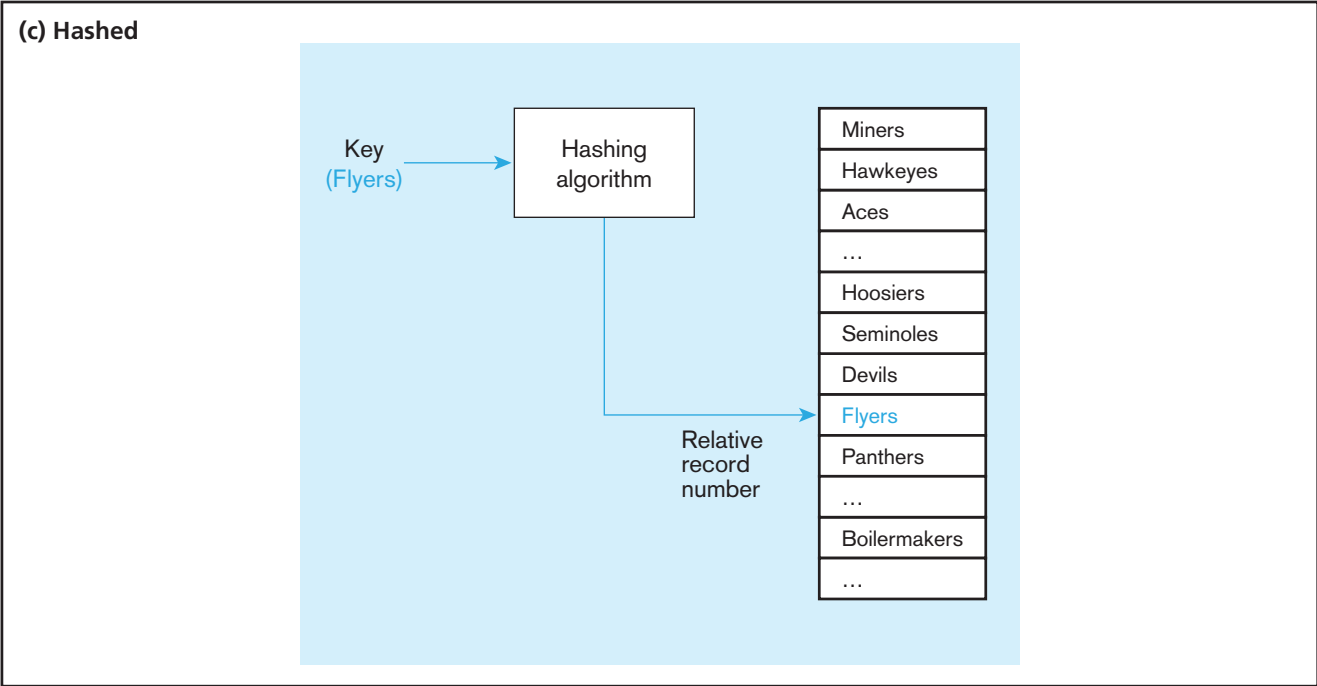 (c) Hashed
Key
(Flyers)
Hashing
algorithm
Relative
record
number
Miners
Hawkeyes
Aces
…
Hoosiers
Seminoles
Devils
Flyers
Panthers
…
Boilermakers
…